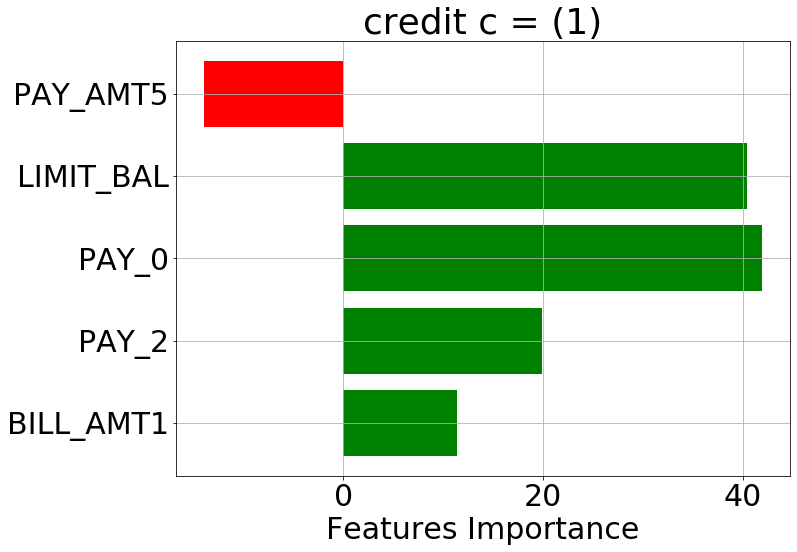 credit c = (1)
PAY_AMT5
LIMIT_BAL
PAY_0
PAY_2
BILL_AMT1
0 20 40
Features Importance